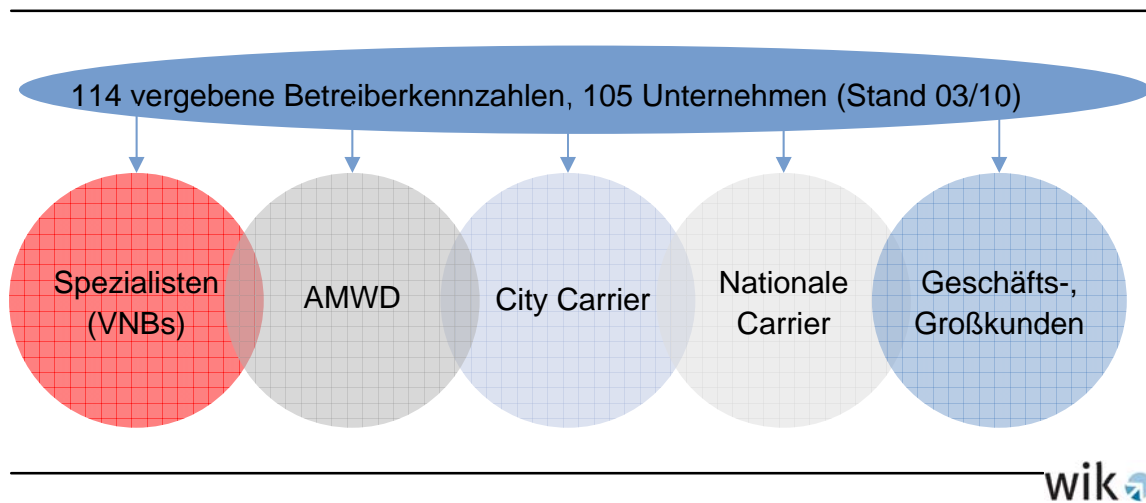 114 vergebene Betreiberkennzahlen, 105 Unternehmen (Stand 03/10)
Spezialisten
(VNBs)
AMWD
City Carrier
Nationale
Carrier
Geschäfts-,
Großkunden
wik